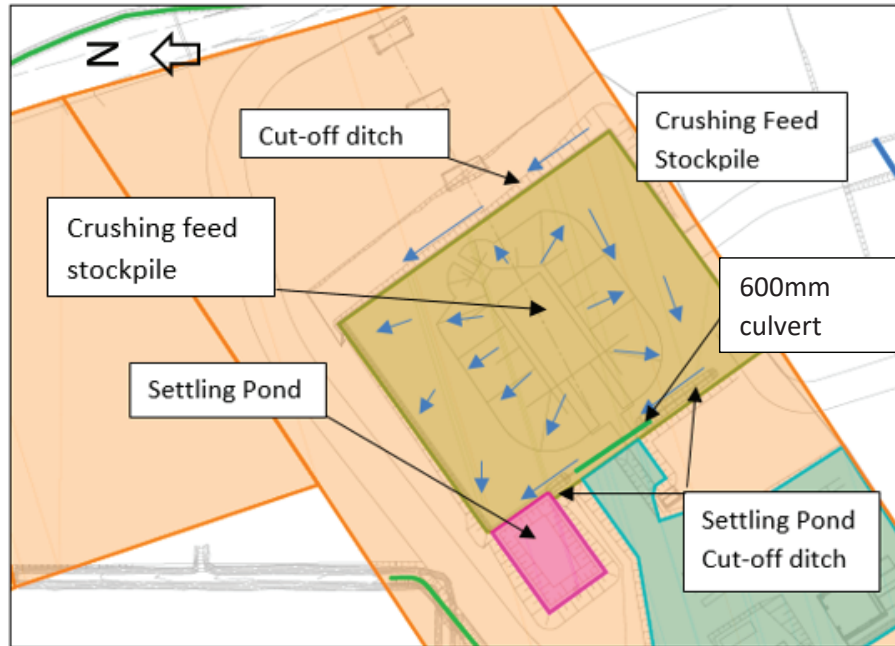 N
Cut-off ditch
Crushing Feed
Stockpile
Crushing feed
stockpile
600mm
culvert
Settling Pond
Settling Pond
Cut-off ditch